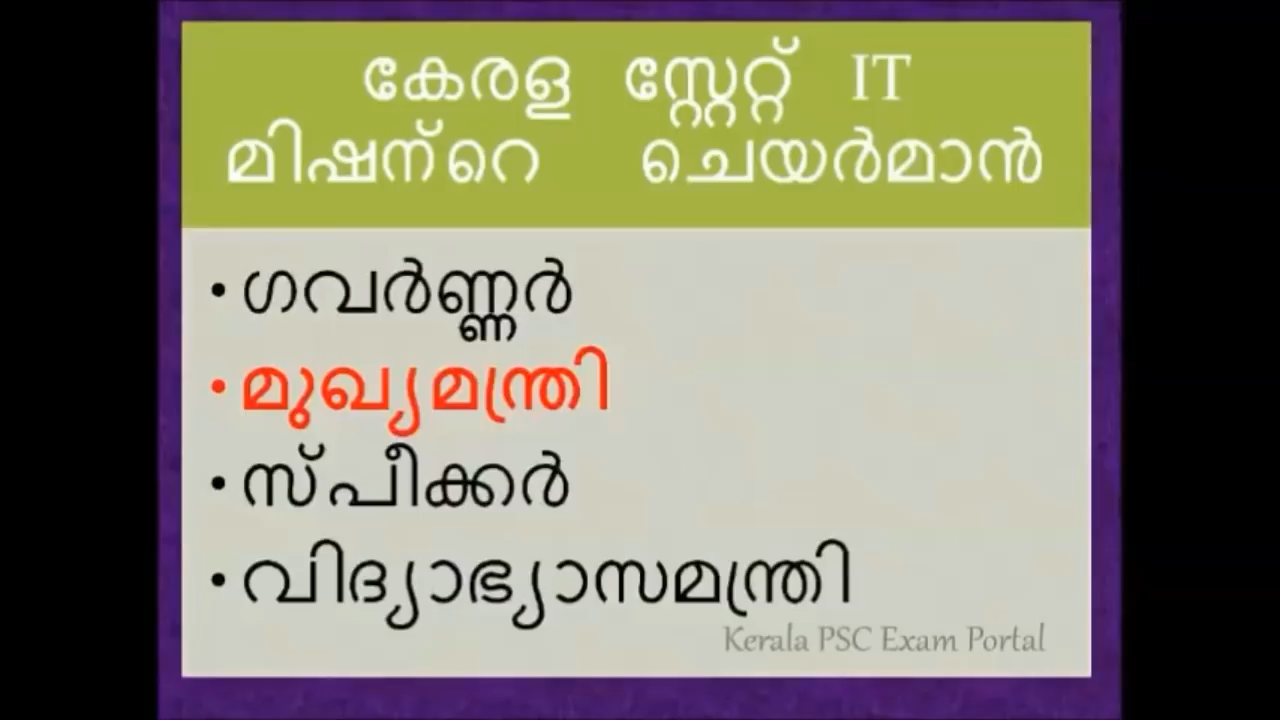 കേരള സ്റ്റേറ്റ് IT
മിഷന്റെ ചെയർമാൻ
• ഗവർണ്ണർ
• മുഖ്യമന്ത്രി
• സ്പീക്കർ
• വിദ്യാഭ്യാസമന്ത്രി
Kerala PSC Exam Portal